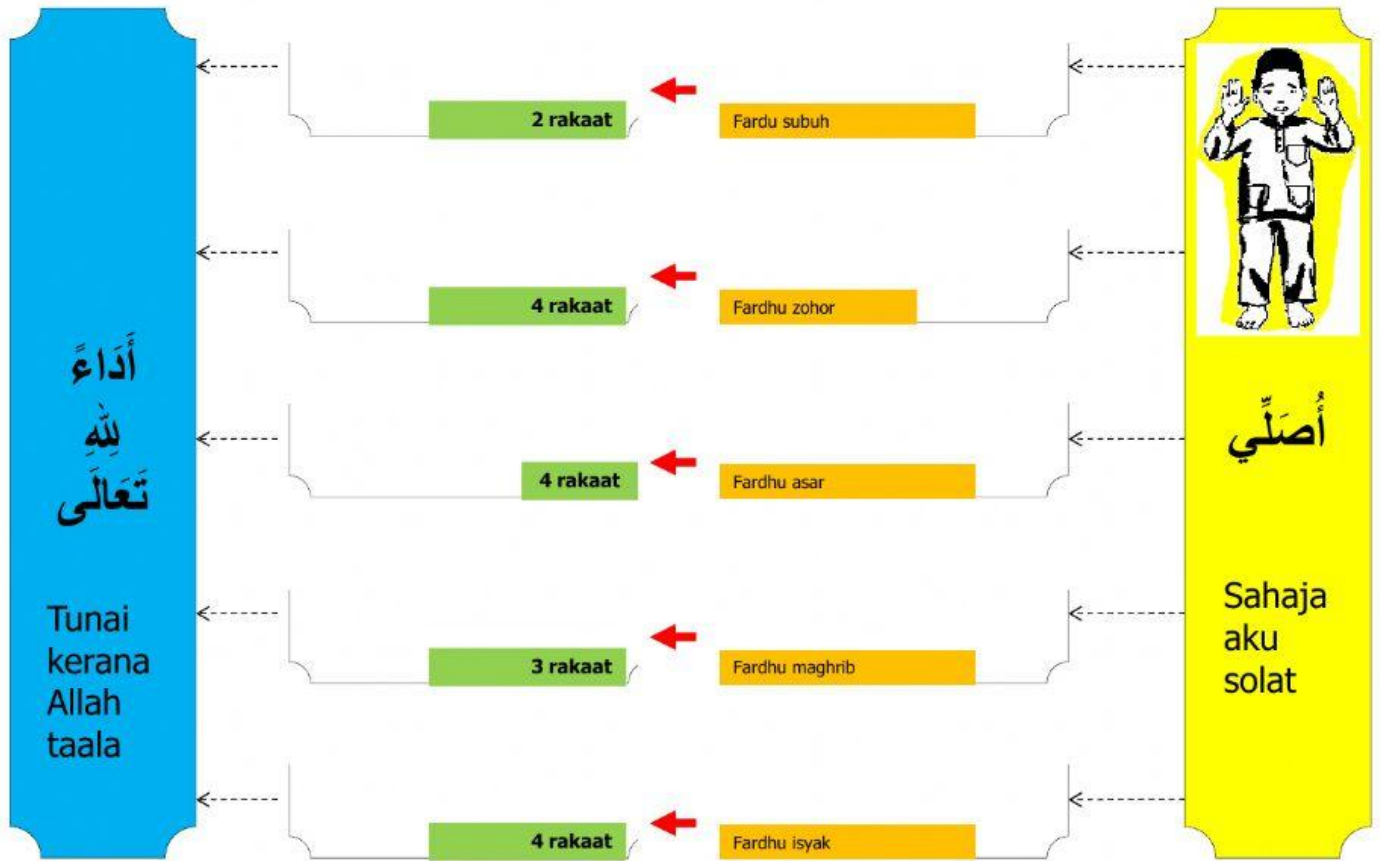 أُصَلِّي
Sahaja
aku
solat
Fardu subuh
2 rakaat
Fardhu zohor
4 rakaat
Fardhu asar
4 rakaat
Fardhu maghrib
3 rakaat
Fardhu isyak
4 rakaat
أَدَاءً
لِلّٰهِ
تَعَالَى
Tunai
kerana
Allah
taala